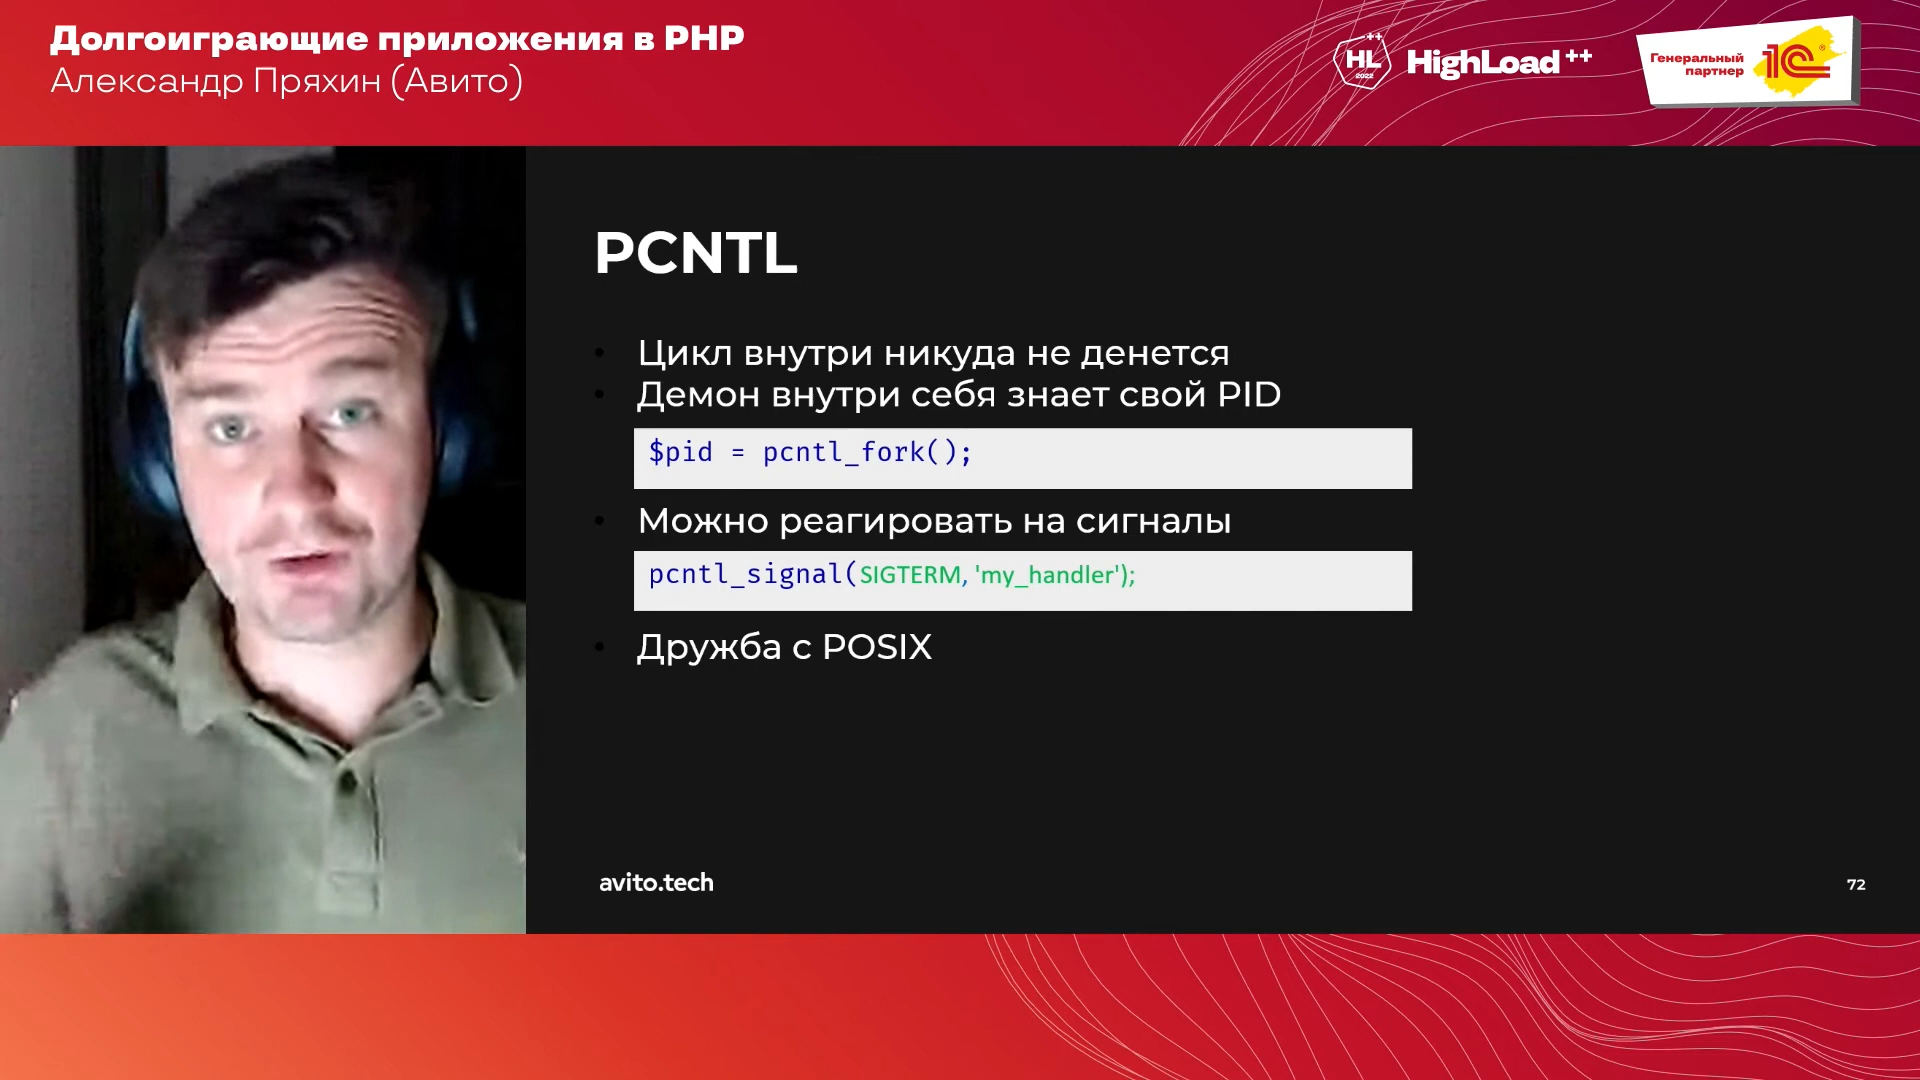 Долгоиграющие приложения в PHP
Александр Пряхин (Авито)
HL++
2022
HighLoad++
Генеральный
партнер
1С®
PCNTL
• Цикл внутри никуда не денется
• Демон внутри себя знает свой PID
$pid = pcntl_fork();
• Можно реагировать на сигналы
pcntl_signal(SIGTERM, 'my_handler');
• Дружба с POSIX
avito.tech
72